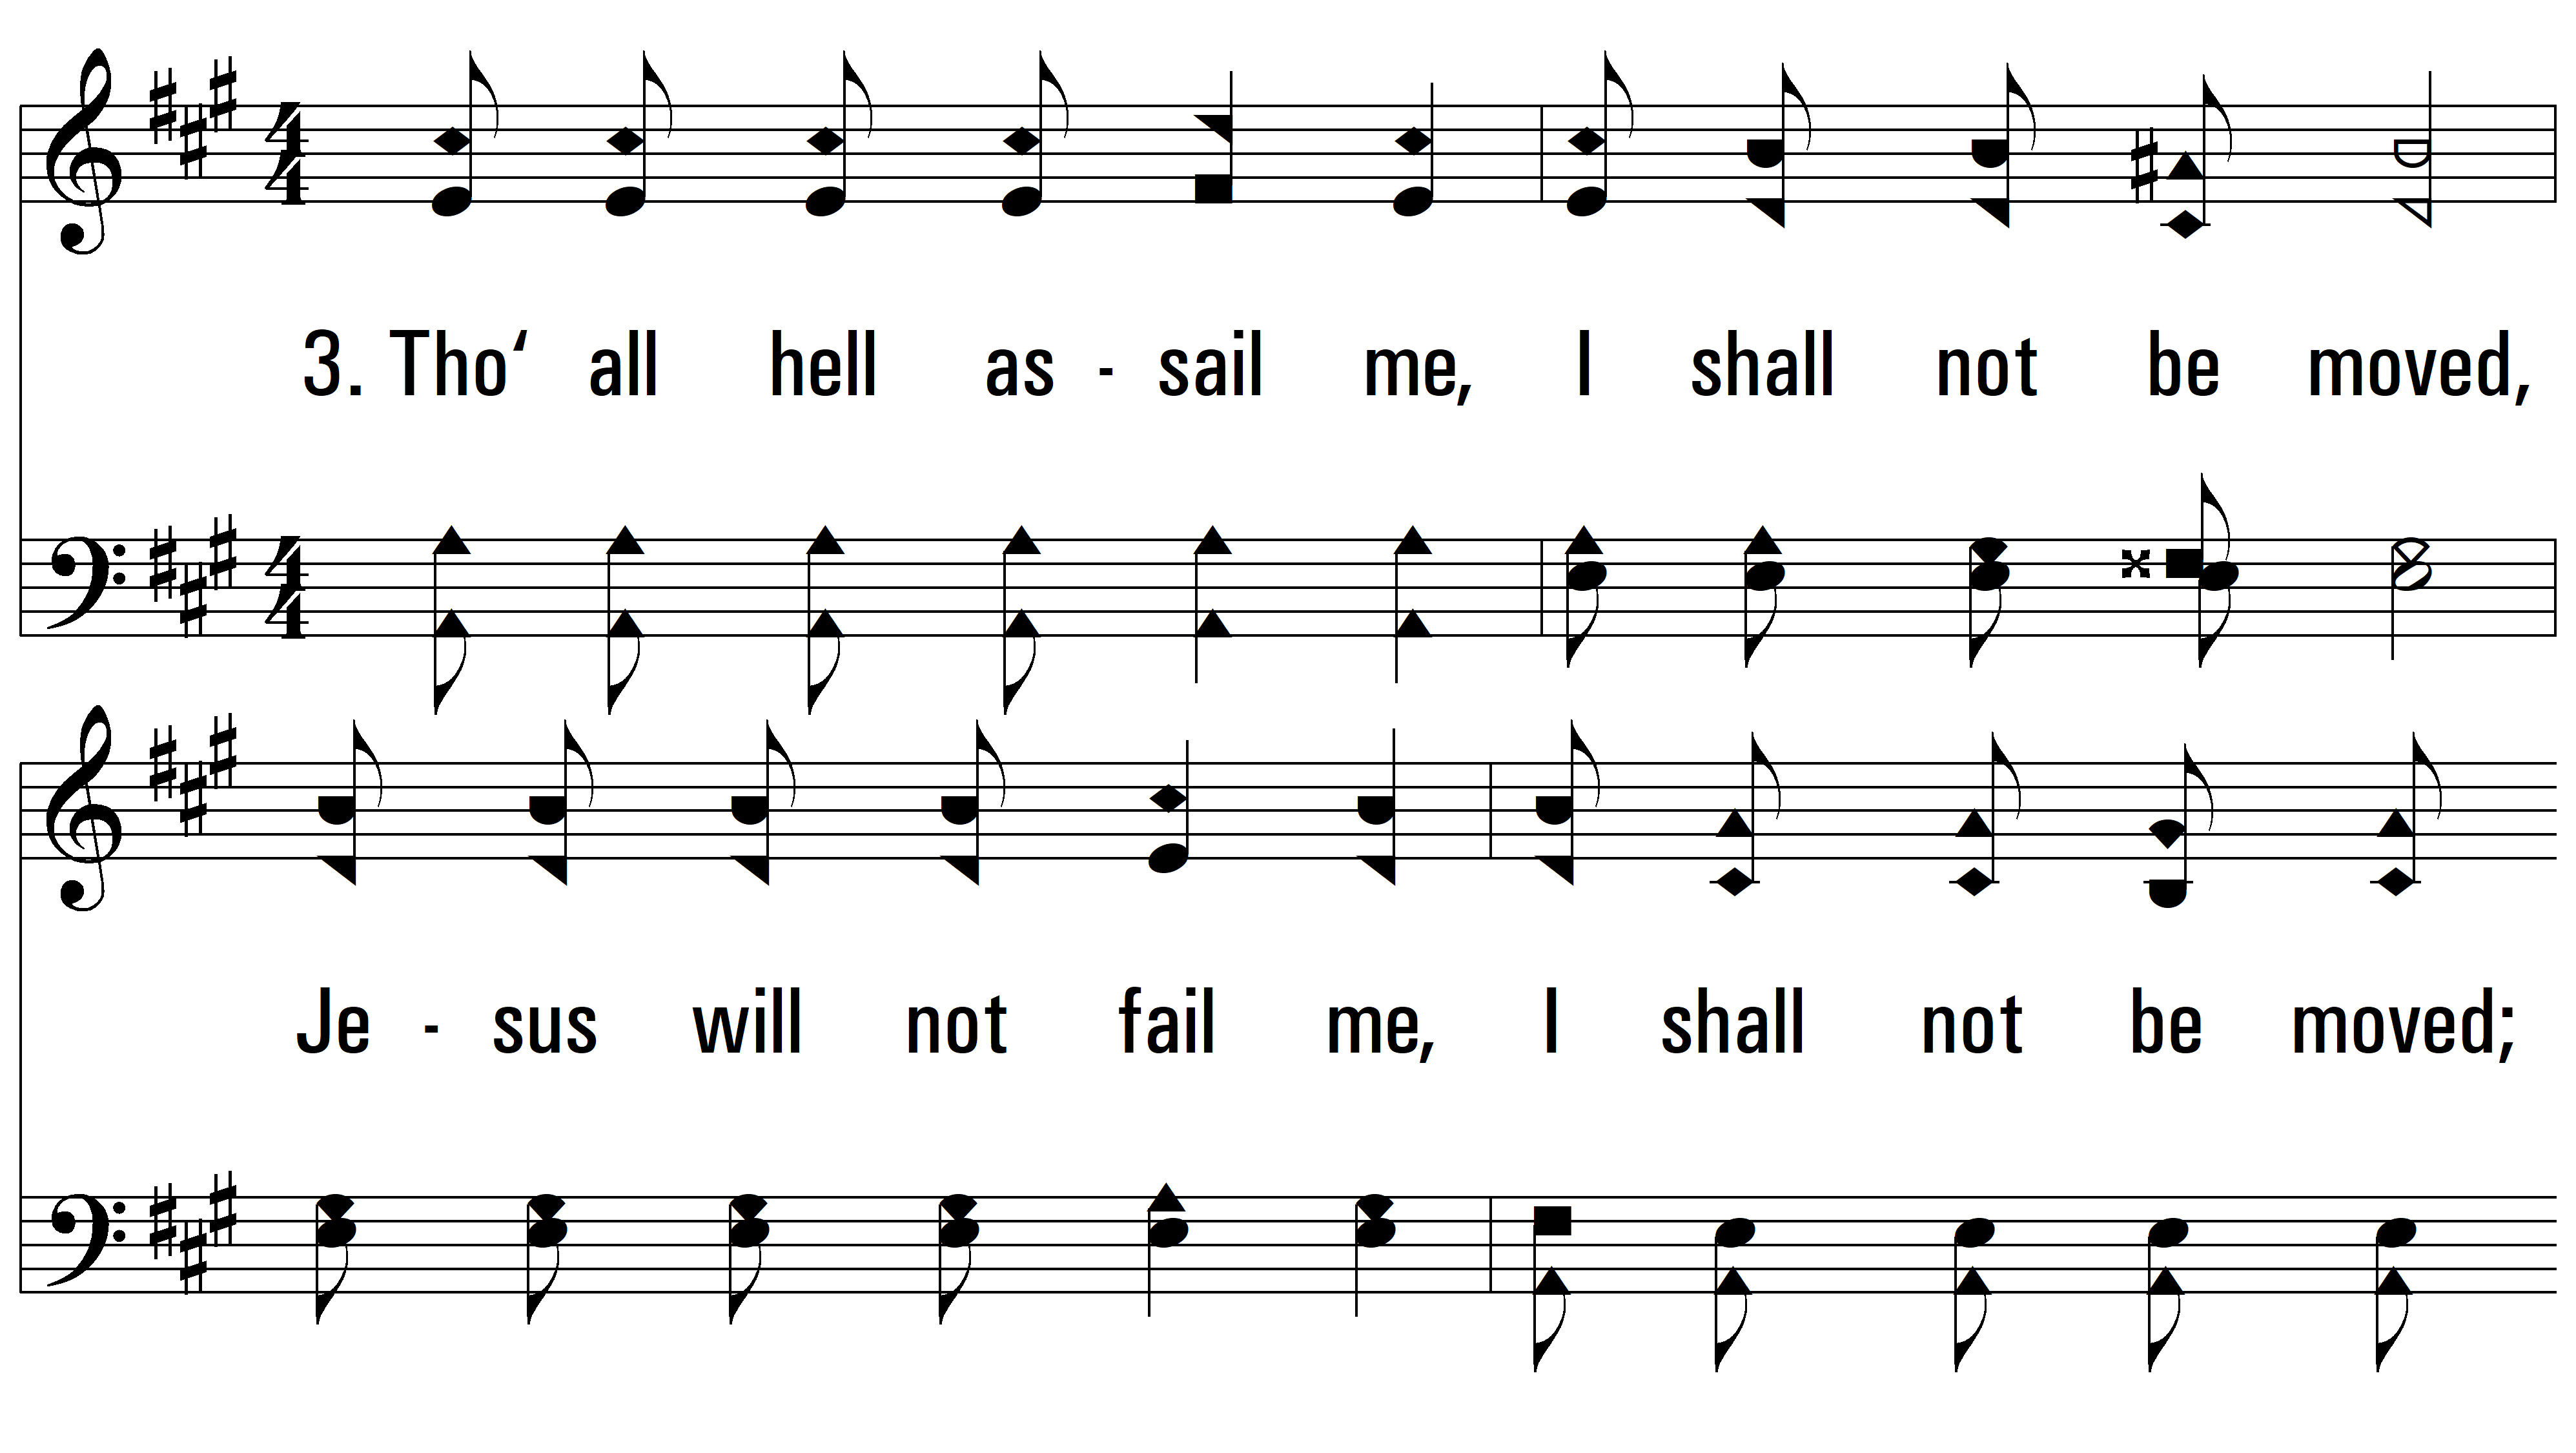 3. Tho‘ all hell as - sail me, I shall not be moved,
Je - sus will not fail me, I shall not be moved;